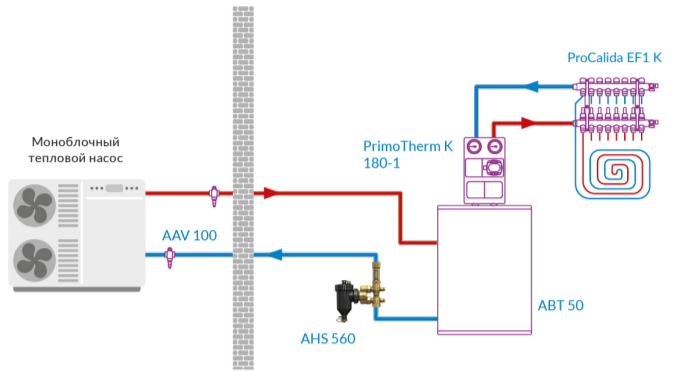 ProCalida EF1 K
PrimoTherm K
180-1
Моноблочный
тепловой насос
AAV 100
ABT 50
AHS 560